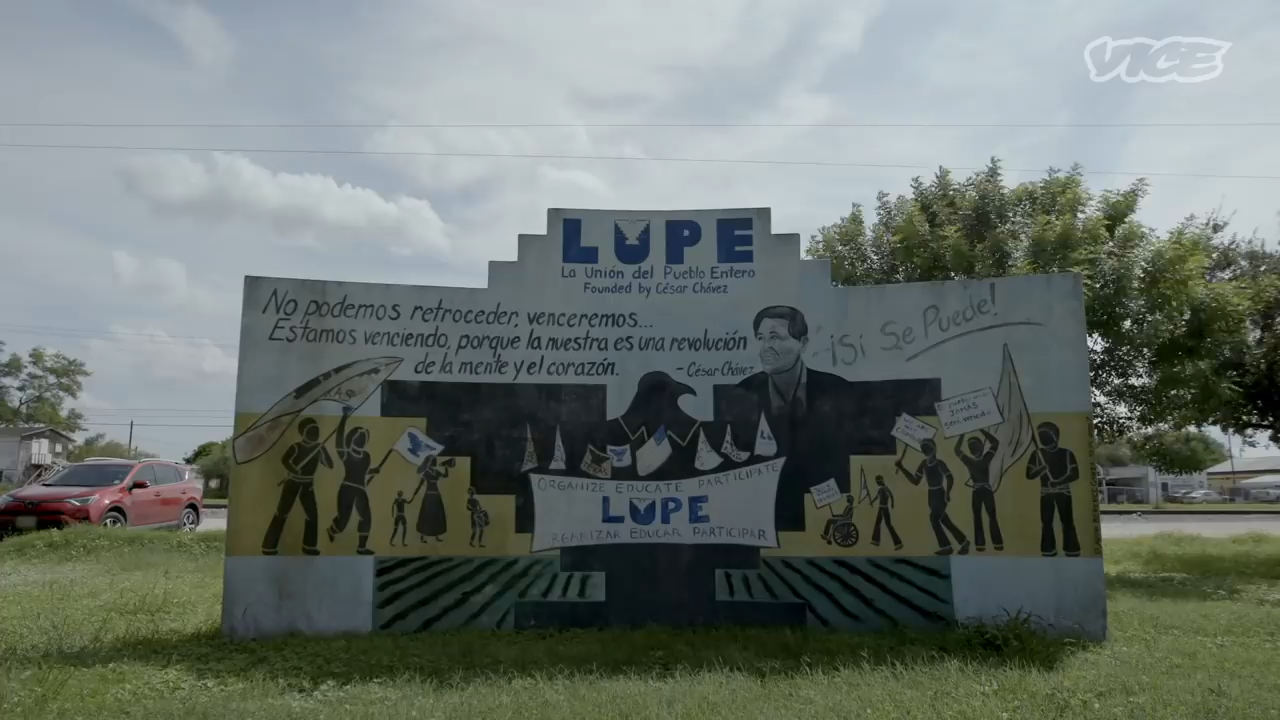 VICE
LUPE
La Unión del Pueblo Entero
Founded by César Chávez
No podemos retroceder, venceremos...
Estamos venciendo, porque la nuestra es una revolución
de la mente y el corazón.
- César Chávez
¡Si Se Puede!
JAMAS
ORGANIZE EDUCATE PARTICIPATE
LUPE
ORGANIZAR EDUCAR PARTICIPAR